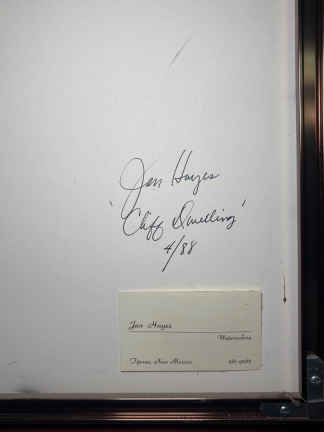 Jan Hayes
'Cliff Dwelling'
4/88
Jan Hayes
Watercolors
Tijeras, New Mexico